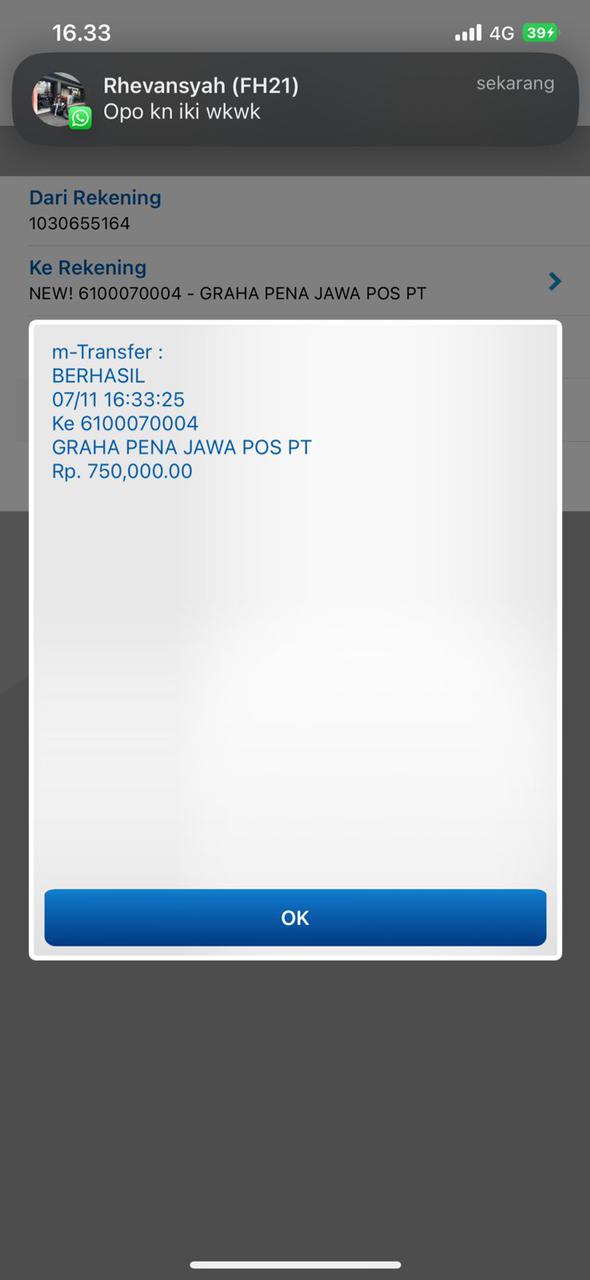 16.33
4G 39
Rhevansyah (FH21)
sekarang
Opo kn iki wkwk
Dari Rekening
1030655164
Ke Rekening
NEW! 6100070004 - GRAHA PENA JAWA POS PT
m-Transfer :
BERHASIL
07/11 16:33:25
Ke 6100070004
GRAHA PENA JAWA POS PT
Rp. 750,000.00
OK